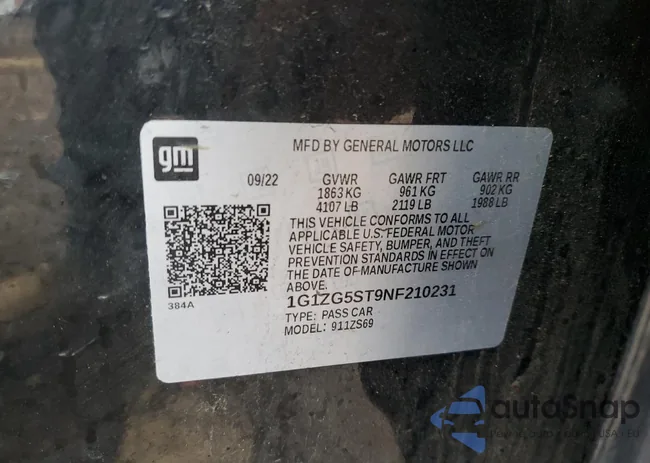 gm
MFD BY GENERAL MOTORS LLC
09/22 GVWR GAWR FRT GAWR RR
1863 KG 961 KG 902 KG
4107 LB 2119 LB 1988 LB
THIS VEHICLE CONFORMS TO ALL
APPLICABLE U.S. FEDERAL MOTOR
VEHICLE SAFETY, BUMPER, AND THEFT
PREVENTION STANDARDS IN EFFECT ON
THE DATE OF MANUFACTURE SHOWN
ABOVE.
384A
1G1ZG5ST9NF210231
TYPE: PASS CAR
MODEL: 911ZS69
autoSnap